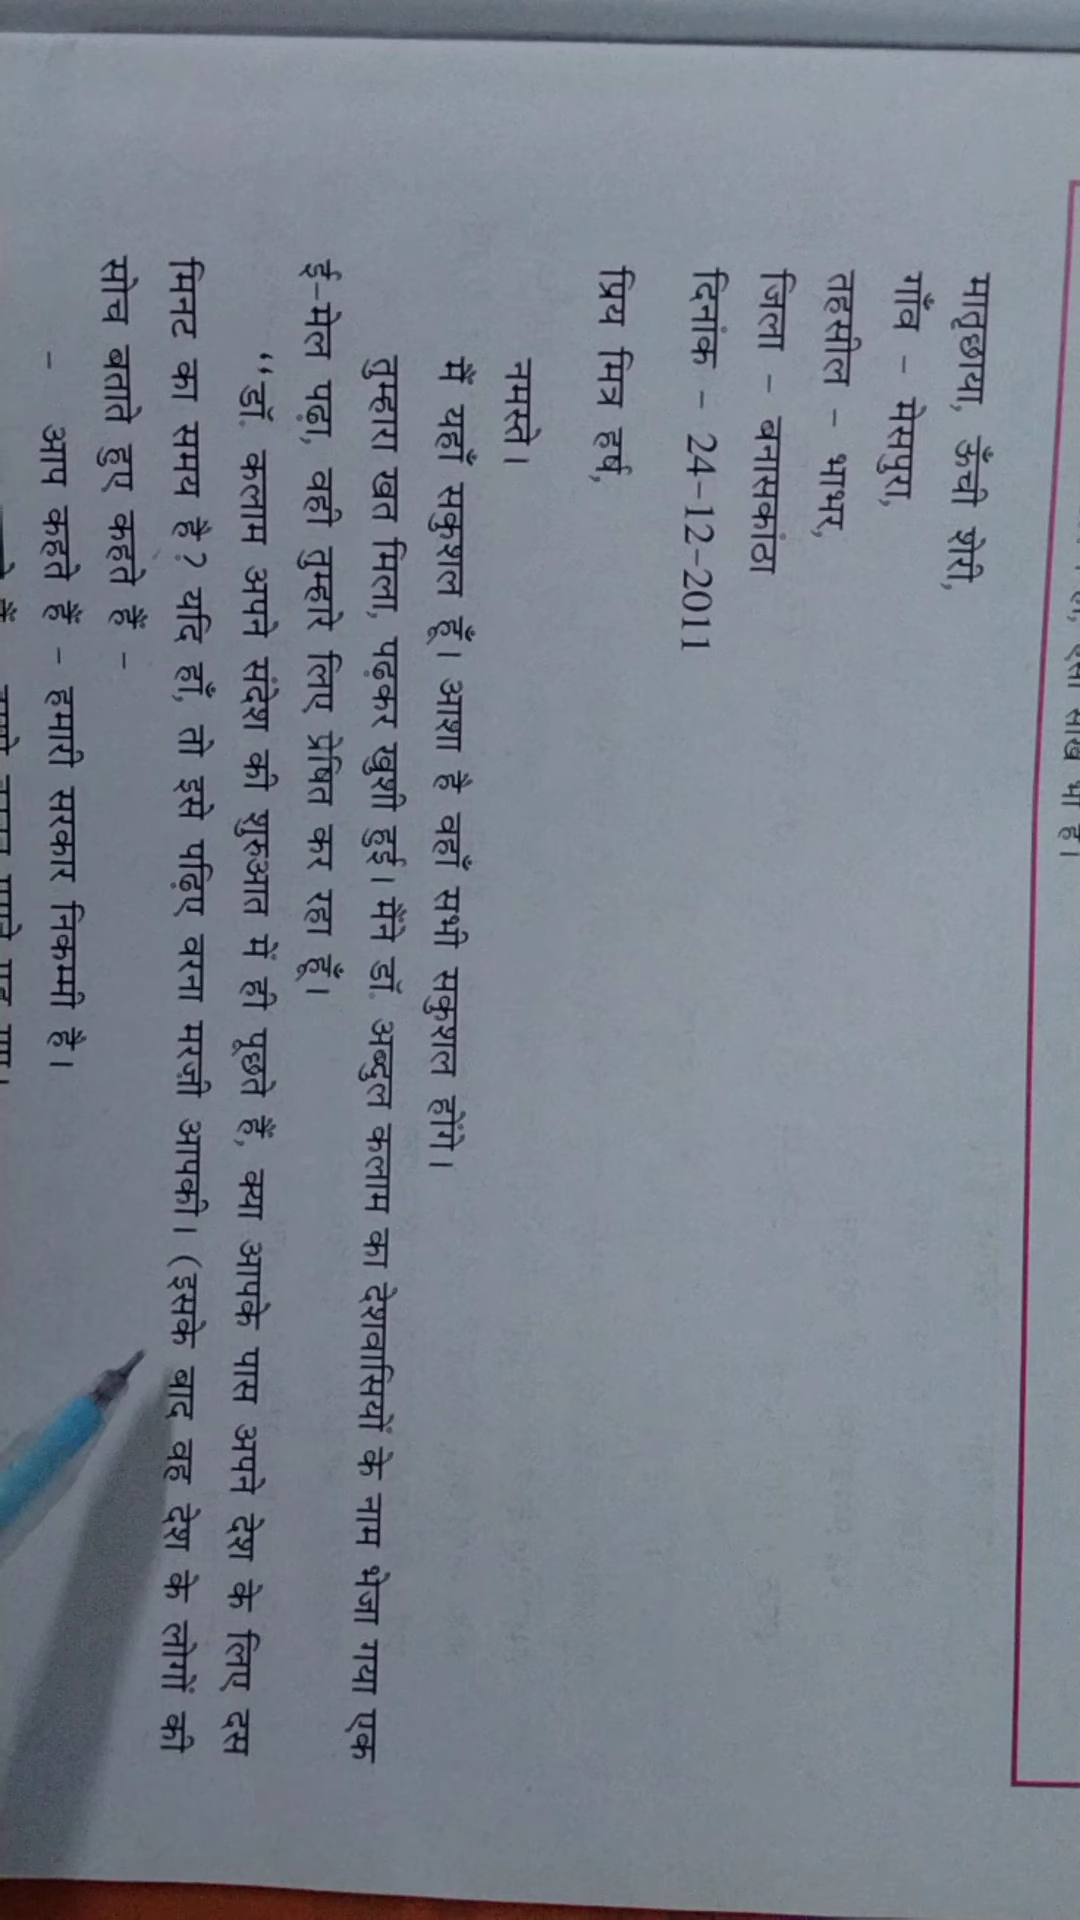 साख भी है।
मातृछाया, ऊँची शेरी,
गाँव - मेसपुरा,
तहसील - भाभर,
जिला - बनासकांठा
दिनांक - 24-12-2011
प्रिय मित्र हर्ष,
नमस्ते।
मैं यहाँ सकुशल हूँ। आशा है वहाँ सभी सकुशल होंगे।
तुम्हारा खत मिला, पढ़कर खुशी हुई। मैंने डॉ. अब्दुल कलाम का देशवासियों के नाम भेजा गया एक
ई-मेल पढ़ा, वही तुम्हारे लिए प्रेषित कर रहा हूँ।
“डॉ. कलाम अपने संदेश की शुरुआत में ही पूछते हैं, क्या आपके पास अपने देश के लिए दस
मिनट का समय है? यदि हाँ, तो इसे पढ़िए वरना मरज़ी आपकी। (इसके बाद वह देश के लोगों की
सोच बताते हुए कहते हैं -
- आप कहते हैं - हमारी सरकार निकम्मी है।